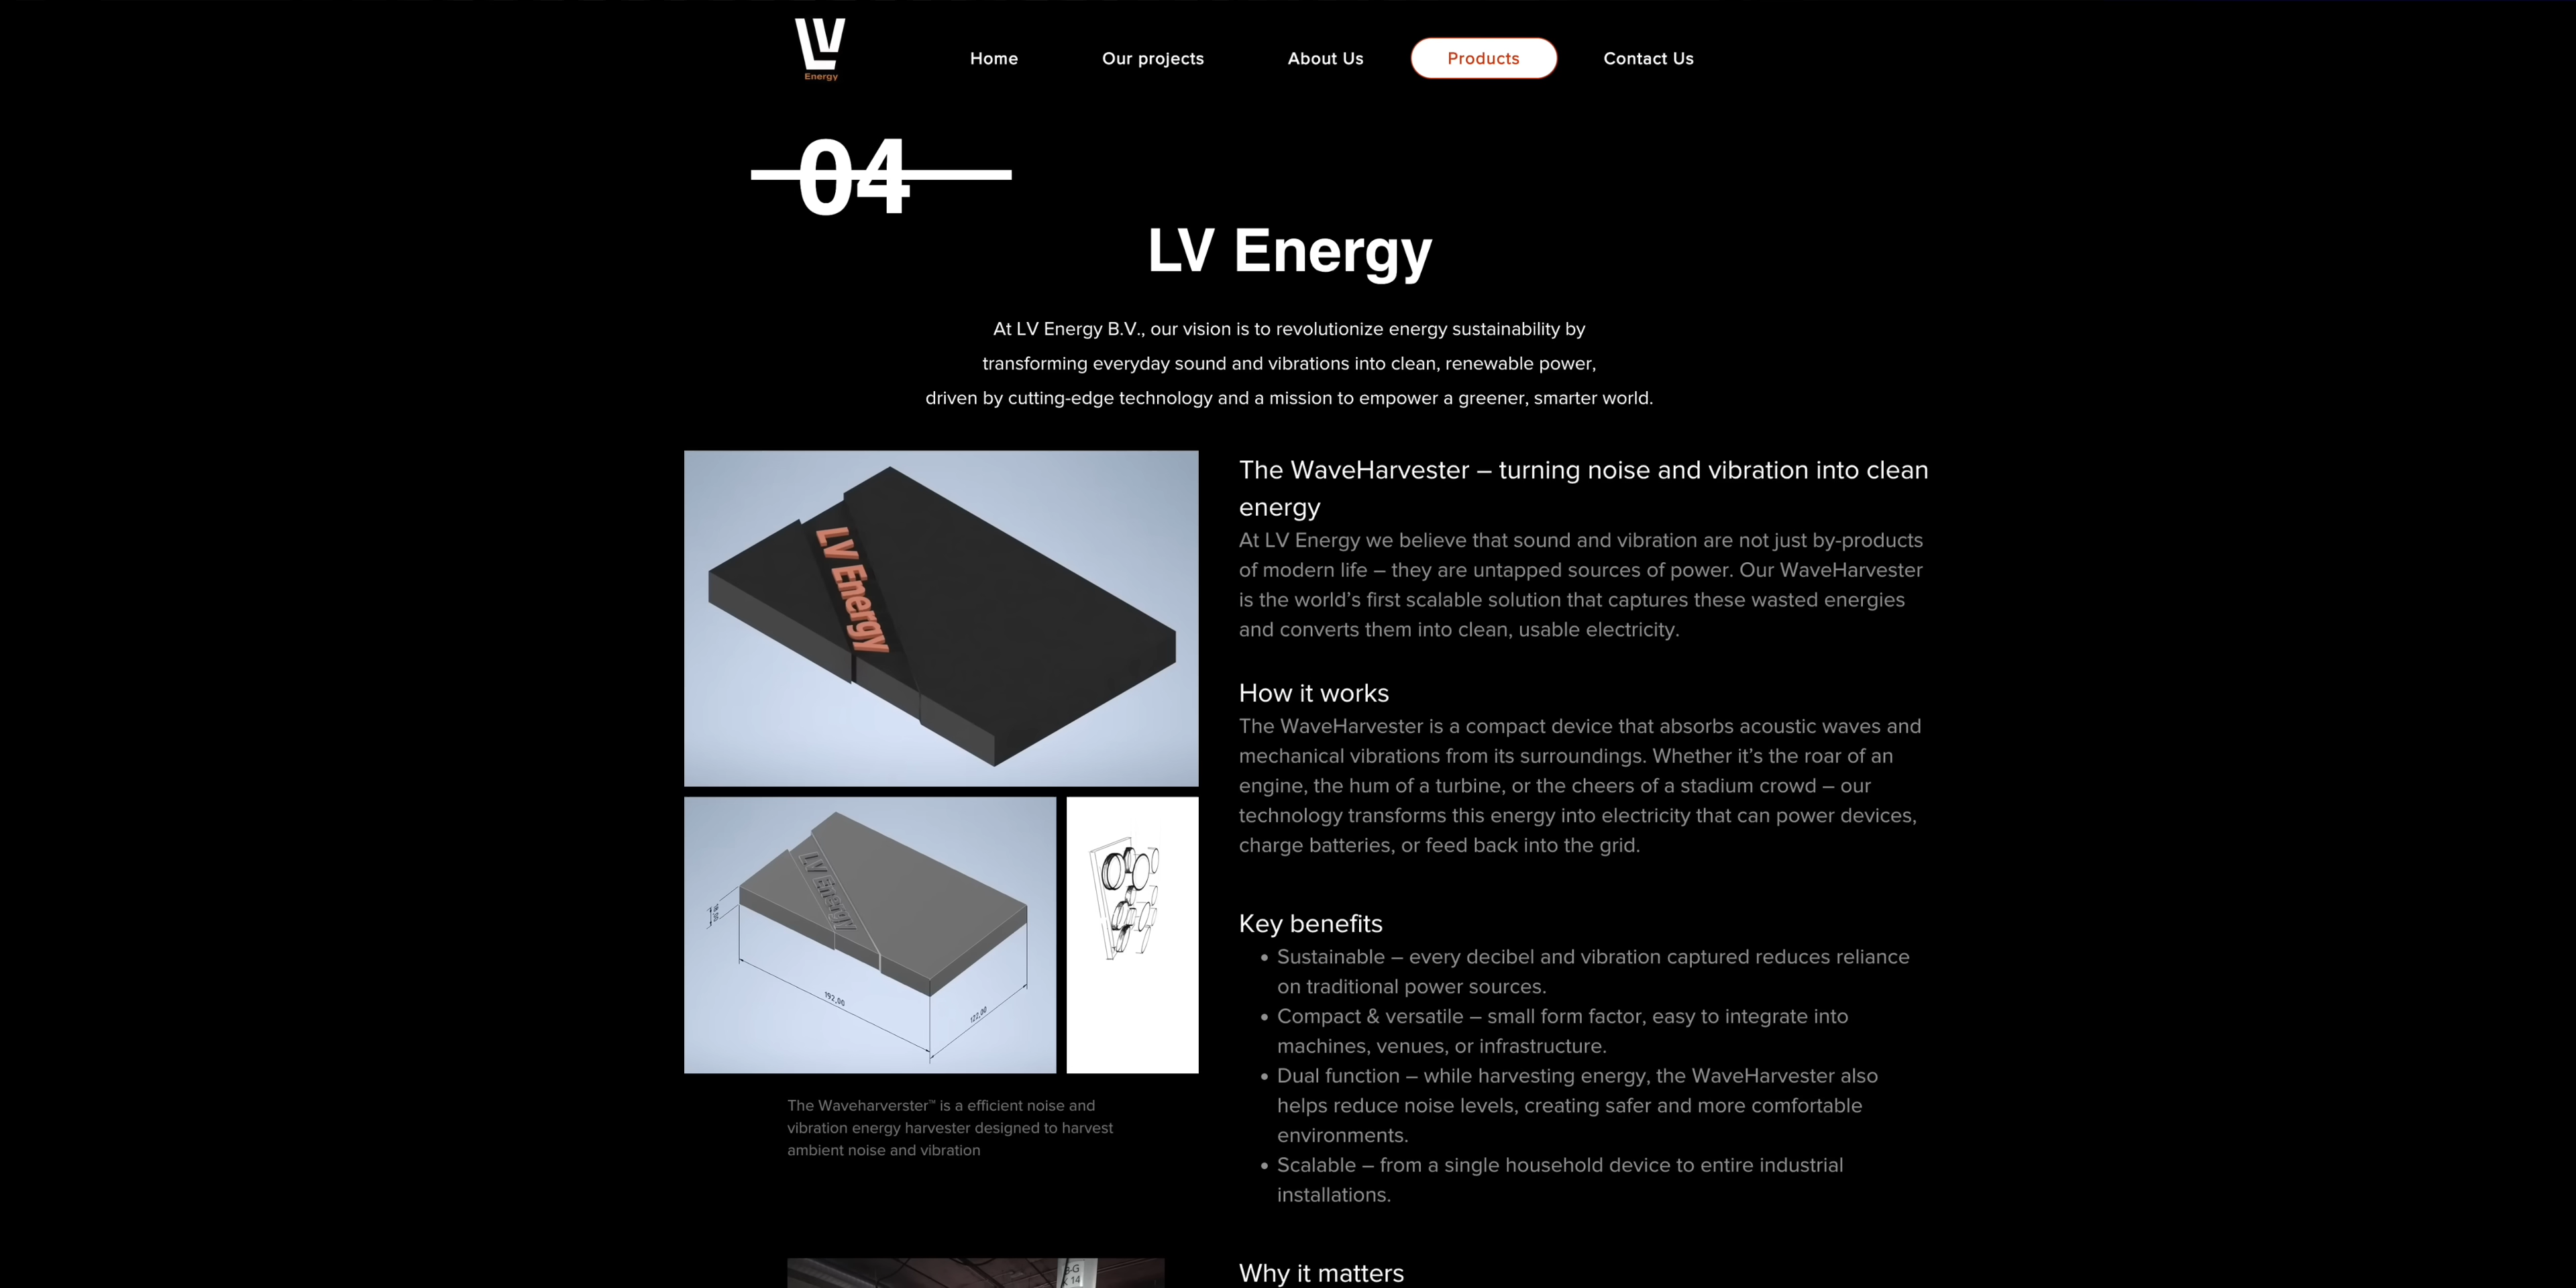 LV
Energy
Home
Our projects
About Us
Products
Contact Us
04
LV Energy
At LV Energy B.V., our vision is to revolutionize energy sustainability by
transforming everyday sound and vibrations into clean, renewable power,
driven by cutting-edge technology and a mission to empower a greener, smarter world.
LV Energy
LV Energy
192,00
122,00
The Waveharverster™ is a efficient noise and
vibration energy harvester designed to harvest
ambient noise and vibration
The WaveHarvester – turning noise and vibration into clean
energy
At LV Energy we believe that sound and vibration are not just by-products
of modern life – they are untapped sources of power. Our WaveHarvester
is the world’s first scalable solution that captures these wasted energies
and converts them into clean, usable electricity.
How it works
The WaveHarvester is a compact device that absorbs acoustic waves and
mechanical vibrations from its surroundings. Whether it’s the roar of an
engine, the hum of a turbine, or the cheers of a stadium crowd – our
technology transforms this energy into electricity that can power devices,
charge batteries, or feed back into the grid.
Key benefits
• Sustainable – every decibel and vibration captured reduces reliance
on traditional power sources.
• Compact & versatile – small form factor, easy to integrate into
machines, venues, or infrastructure.
• Dual function – while harvesting energy, the WaveHarvester also
helps reduce noise levels, creating safer and more comfortable
environments.
• Scalable – from a single household device to entire industrial
installations.
Why it matters